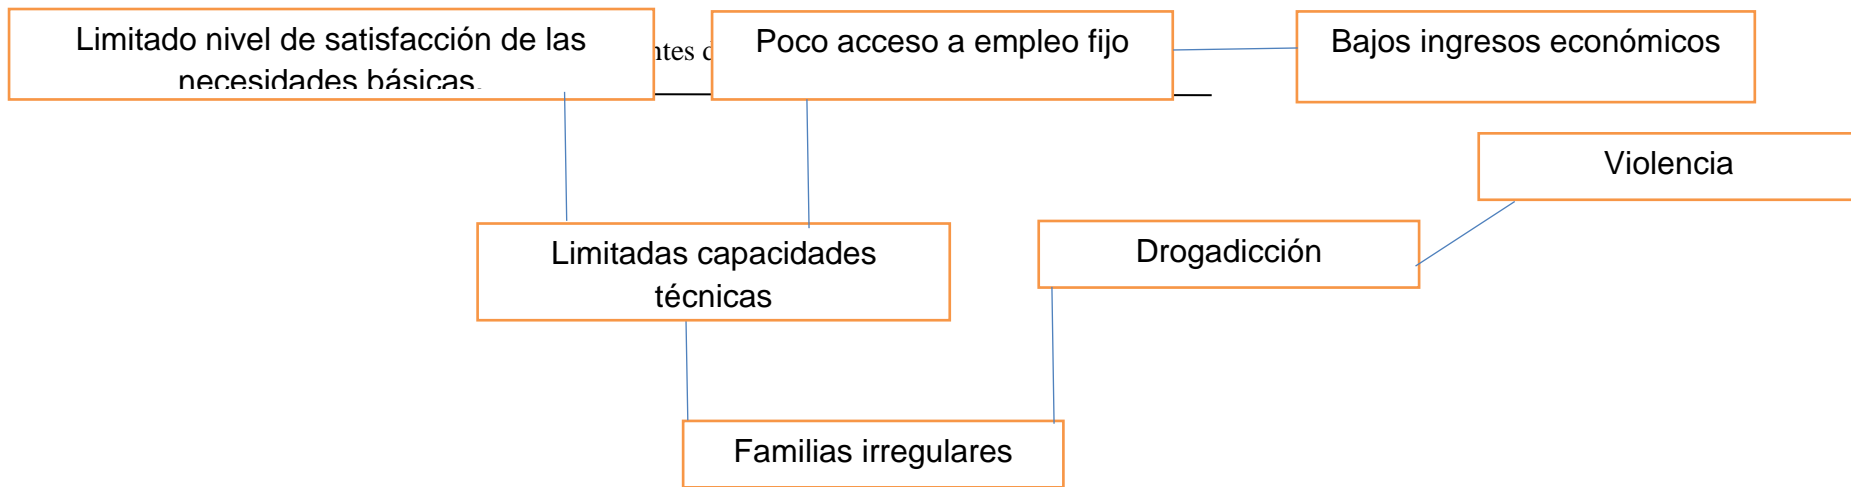 Limitado nivel de satisfacción de las
necesidades básicas.
Poco acceso a empleo fijo
Bajos ingresos económicos
Violencia
Limitadas capacidades
técnicas
Drogadicción
Familias irregulares